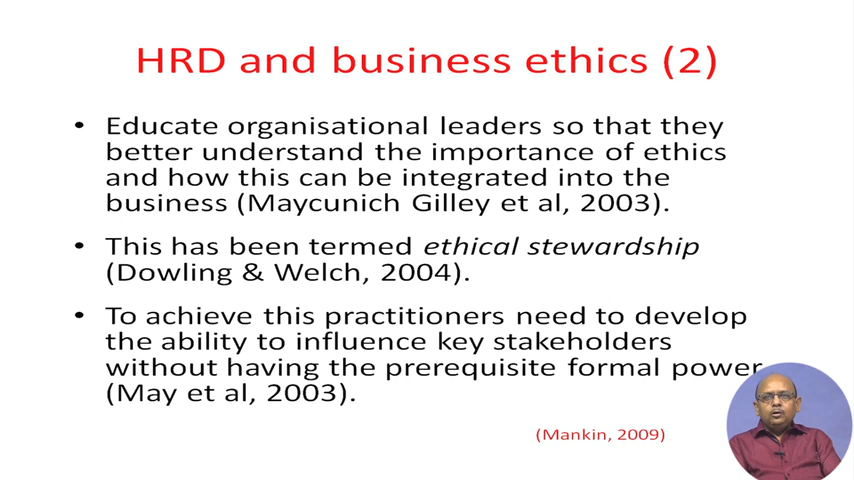 HRD and business ethics (2)
• Educate organisational leaders so that they
better understand the importance of ethics
and how this can be integrated into the
business (Maycunich Gilley et al, 2003).
• This has been termed ethical stewardship
(Dowling & Welch, 2004).
• To achieve this practitioners need to develop
the ability to influence key stakeholders
without having the prerequisite formal power
(May et al, 2003).
(Mankin, 2009)